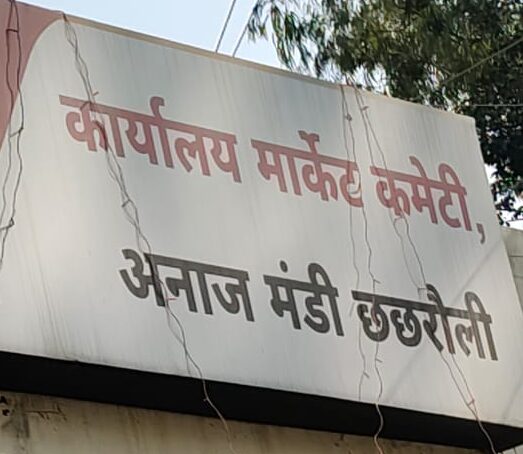 कार्यालय मार्केट कमेटी,
अनाज मंडी छछरौली